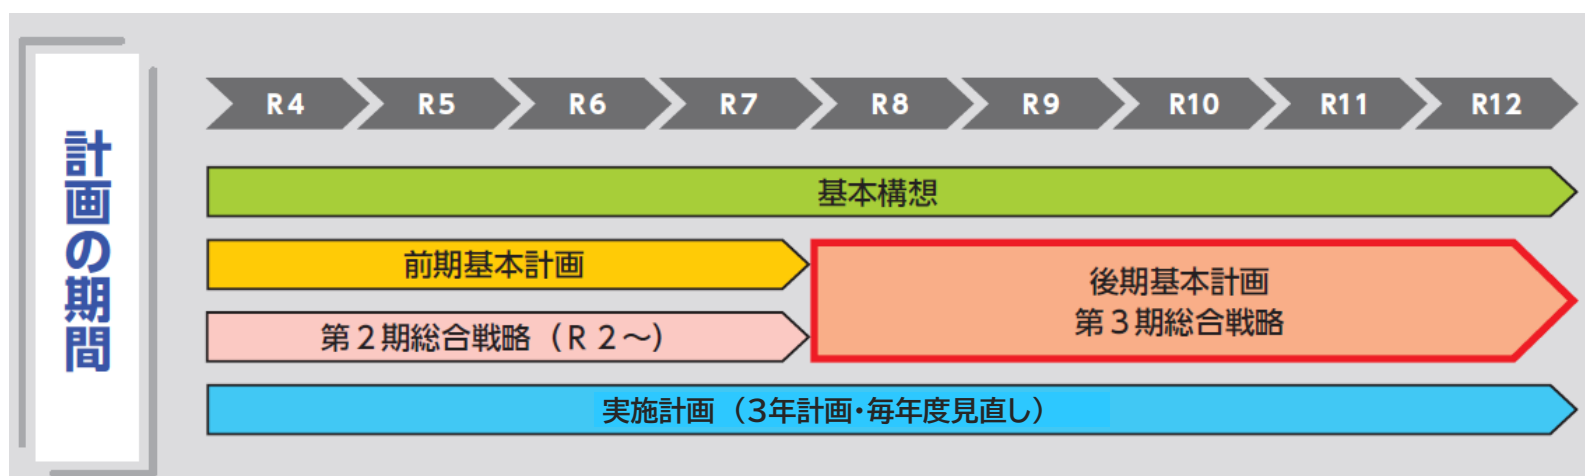 計画の期間
R4 R5 R6 R7 R8 R9 R10 R11 R12
基本構想
前期基本計画
後期基本計画
第３期総合戦略
第２期総合戦略（Ｒ２～）
実施計画（３年計画・毎年度見直し）